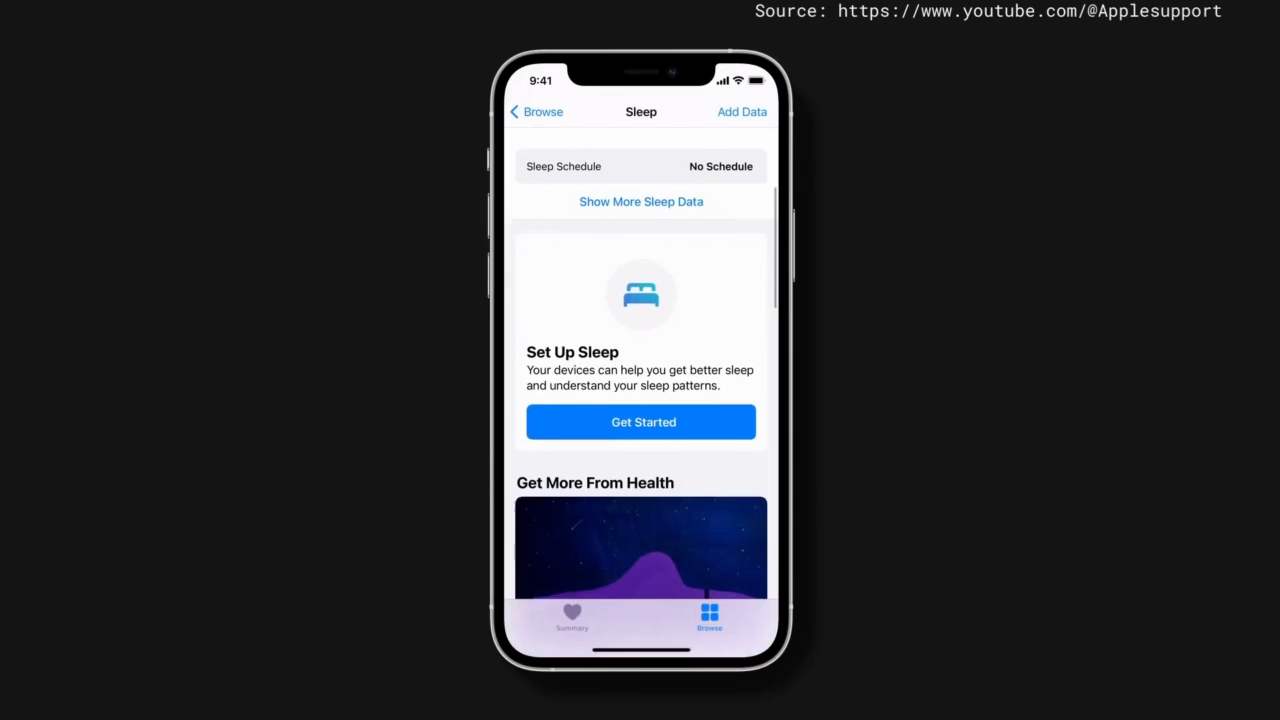 Source: https://www.youtube.com/@Applesupport
9:41
Browse
Sleep
Add Data
Sleep Schedule
No Schedule
Show More Sleep Data
Set Up Sleep
Your devices can help you get better sleep
and understand your sleep patterns.
Get Started
Get More From Health
Summary
Browse